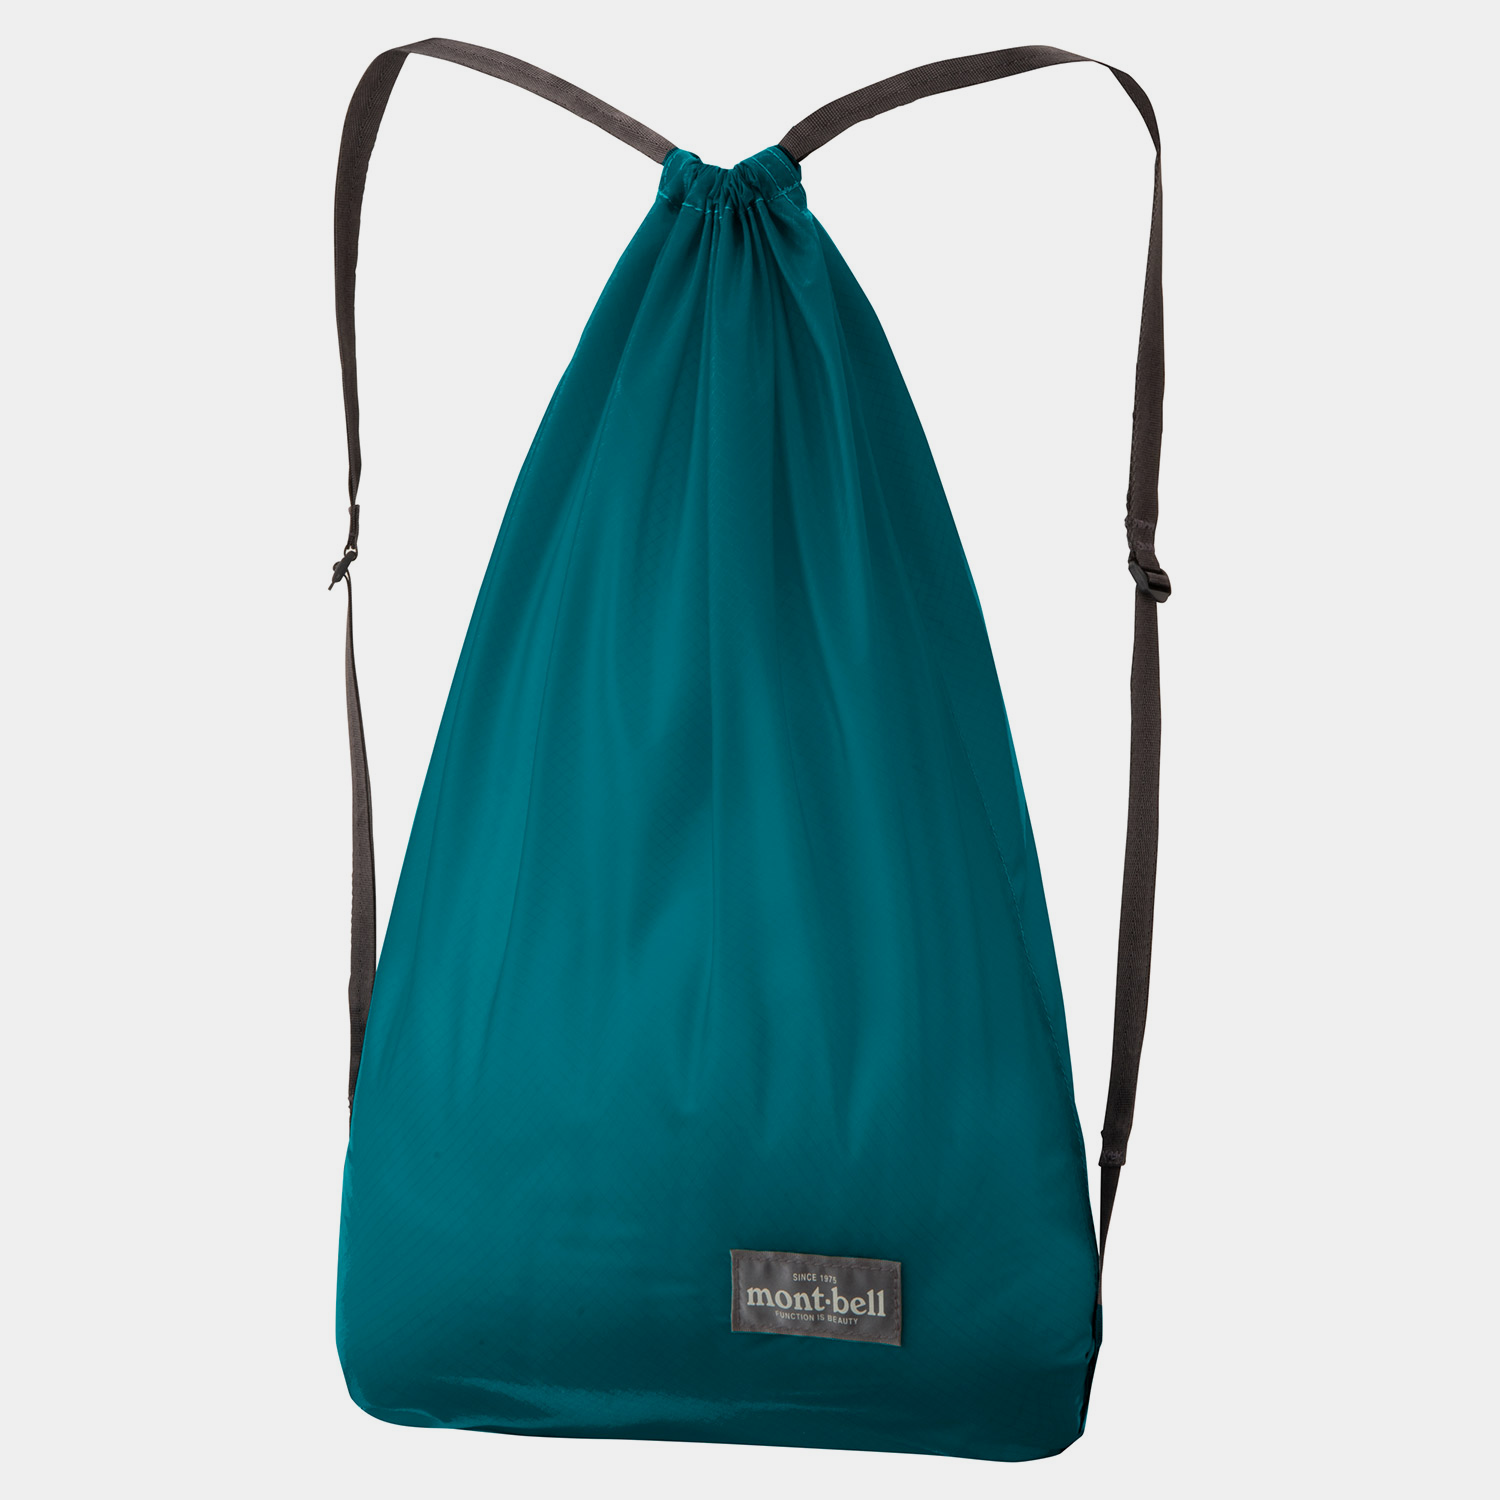 SINCE 1975
mont·bell
FUNCTION IS BEAUTY